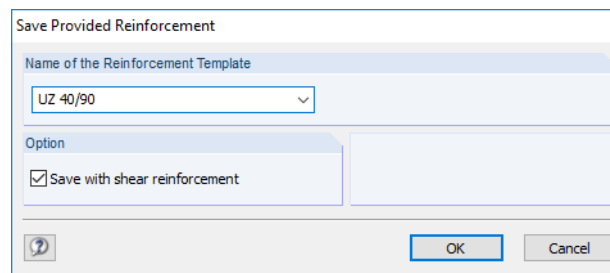 Save Provided Reinforcement
Name of the Reinforcement Template
UZ 40/90
Option
Save with shear reinforcement
OK
Cancel